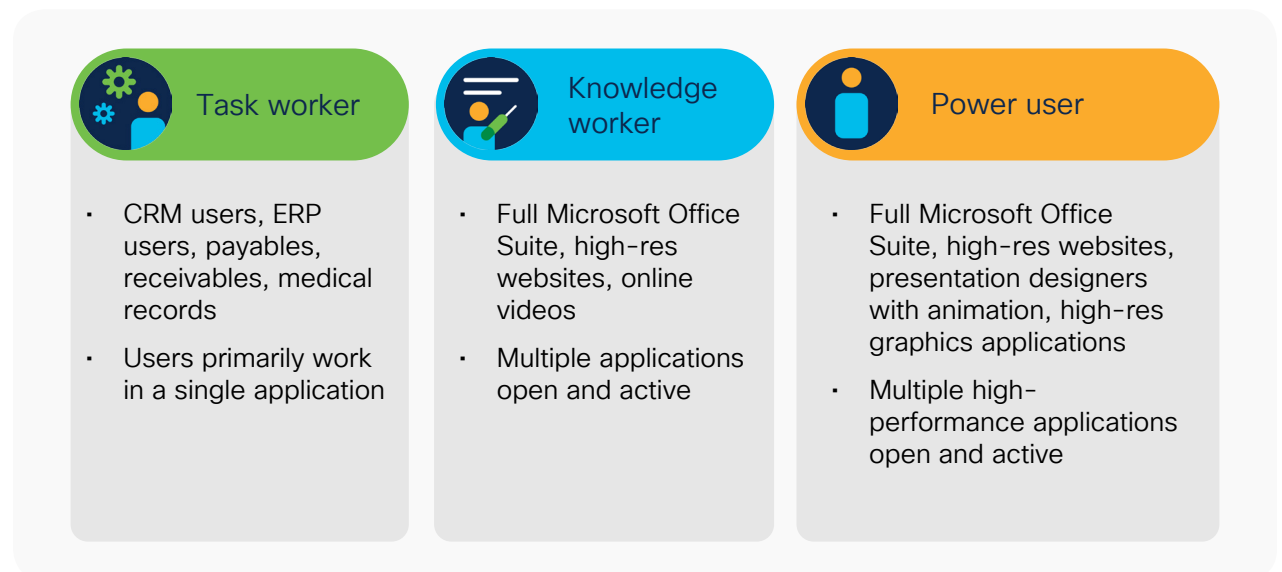 Task worker
· CRM users, ERP
users, payables,
receivables, medical
records
· Users primarily work
in a single application
Knowledge
worker
· Full Microsoft Office
Suite, high-res
websites, online
videos
· Multiple applications
open and active
Power user
· Full Microsoft Office
Suite, high-res websites,
presentation designers
with animation, high-res
graphics applications
· Multiple high-
performance applications
open and active